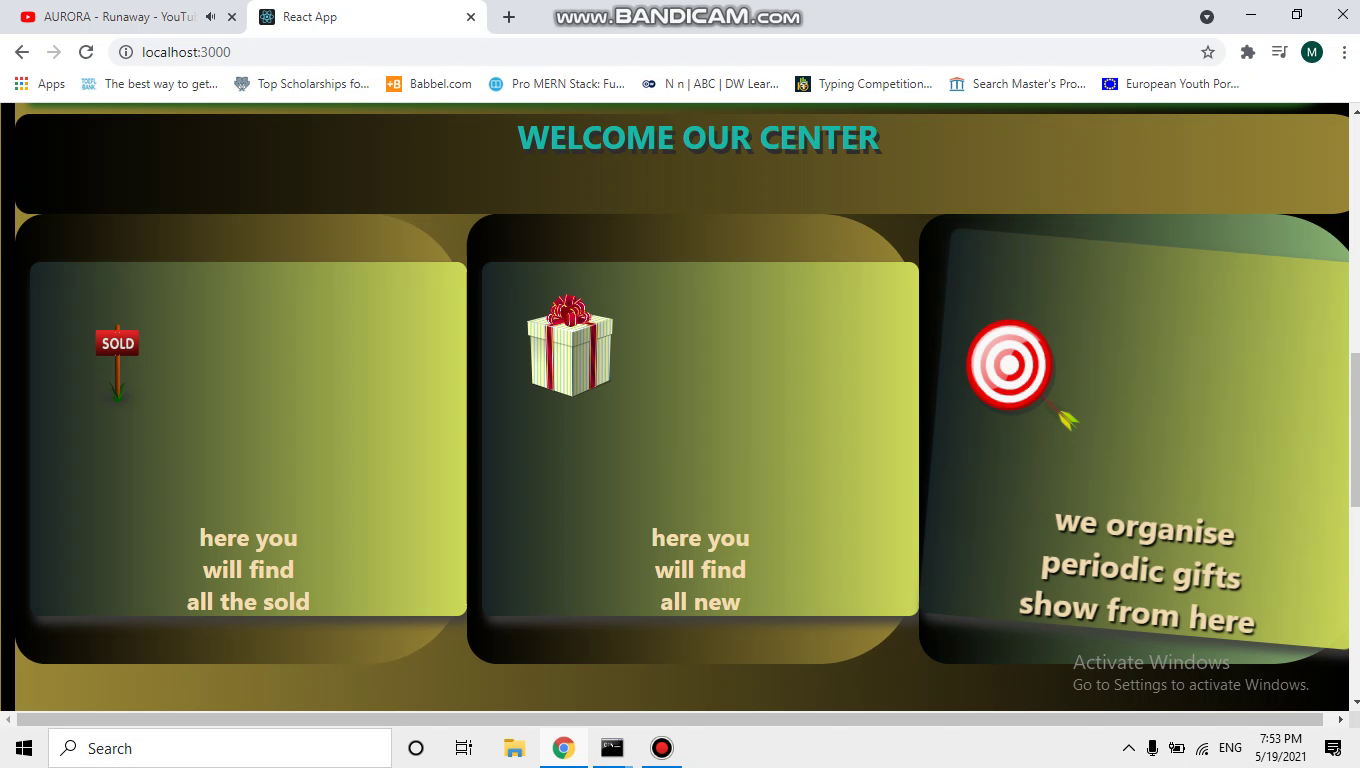 AURORA - Runaway - YouTu
React App
www.BANDICAM.com
localhost:3000
M
Apps
TOEFL BANK
The best way to get...
Top Scholarships fo...
+B
Babbel.com
Pro MERN Stack: Fu...
N n | ABC | DW Lear...
Typing Competition...
Search Master's Pro...
European Youth Por...
WELCOME OUR CENTER
SOLD
here you
will find
all the sold
here you
will find
all new
we organise
periodic gifts
show from here
Activate Windows
Go to Settings to activate Windows.
Search
ENG
7:53 PM
5/19/2021